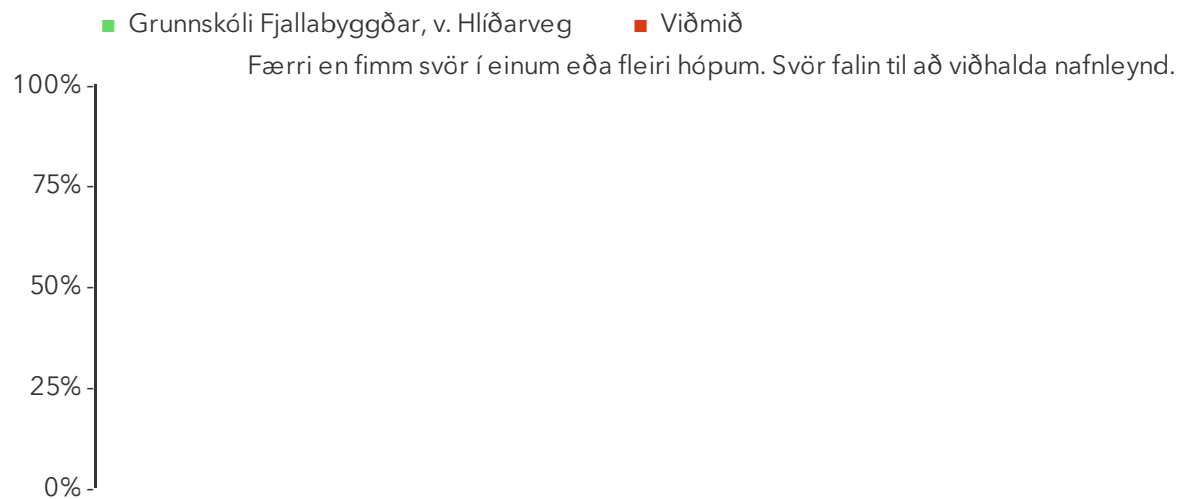 Grunnskóli Fjallabyggðar, v. Hlíðarveg Viðmið
Færri en fimm svör í einum eða fleiri hópum. Svör falin til að viðhalda nafnleynd.
100%
75%
50%
25%
0%